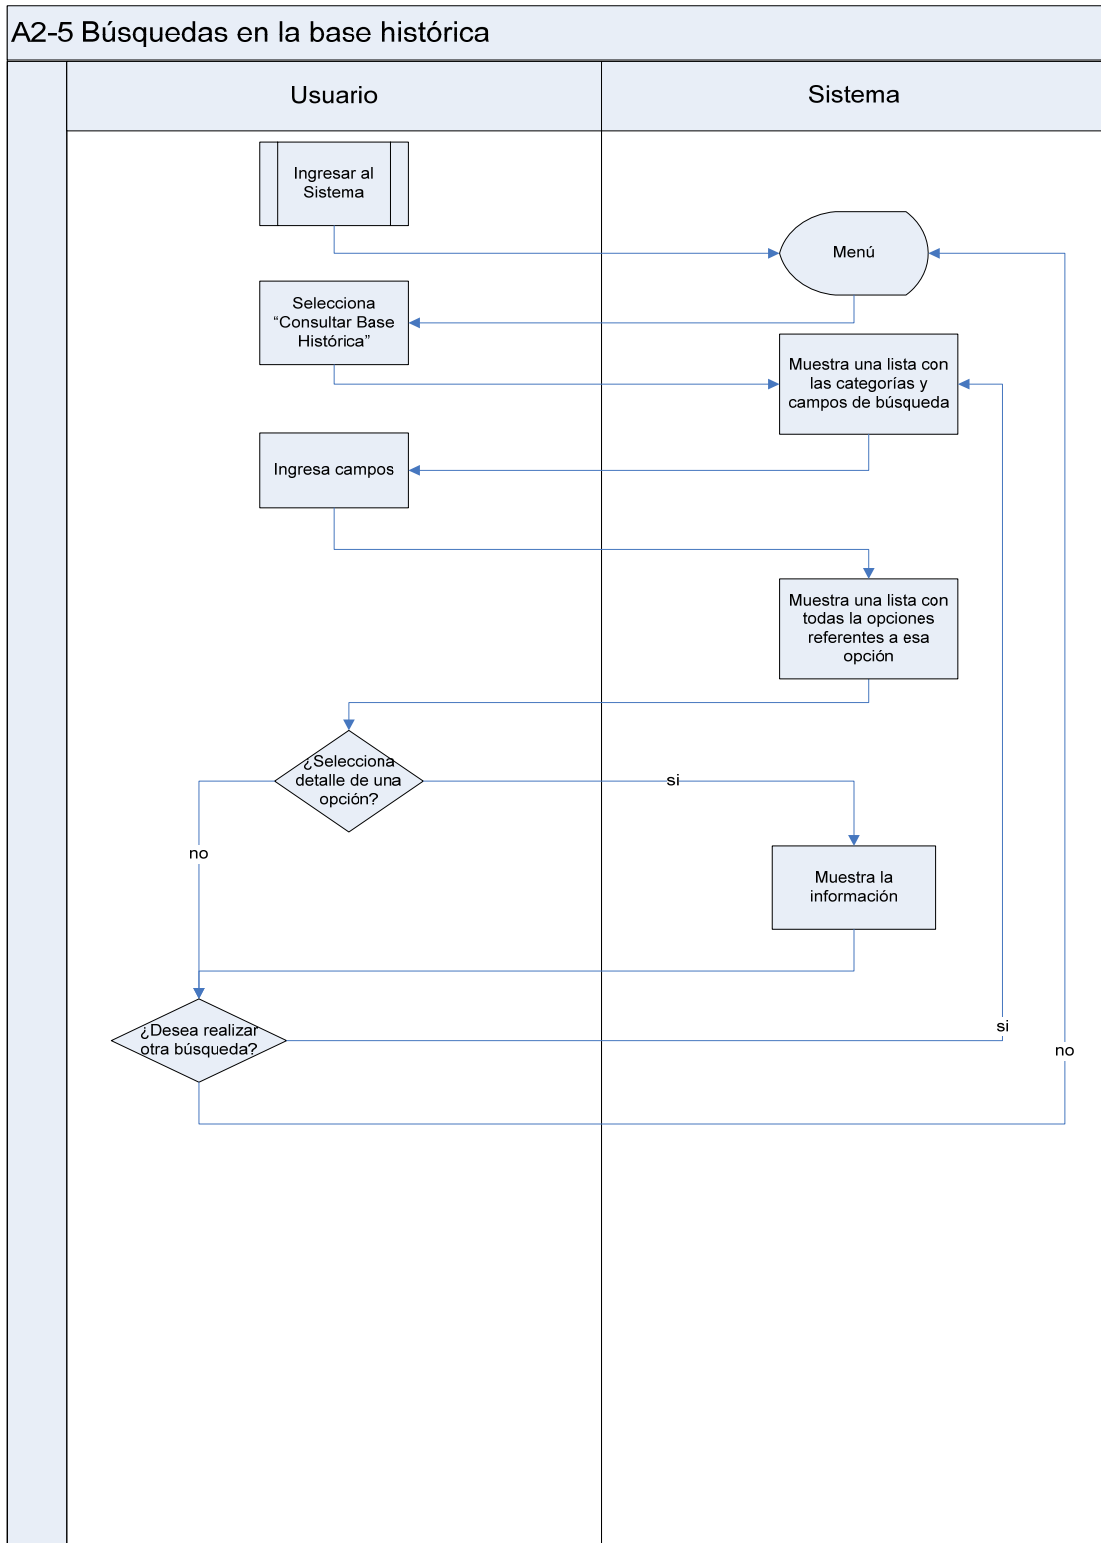 A2-5 Búsquedas en la base histórica
Usuario
Sistema
Ingresar al
Sistema
Menú
Selecciona
“Consultar Base
Histórica”
Muestra una lista con
las categorías y
campos de búsqueda
Ingresa campos
Muestra una lista con
todas la opciones
referentes a esa
opción
¿Selecciona
detalle de una
opción?
si
no
Muestra la
información
¿Desea realizar
otra búsqueda?
si
no